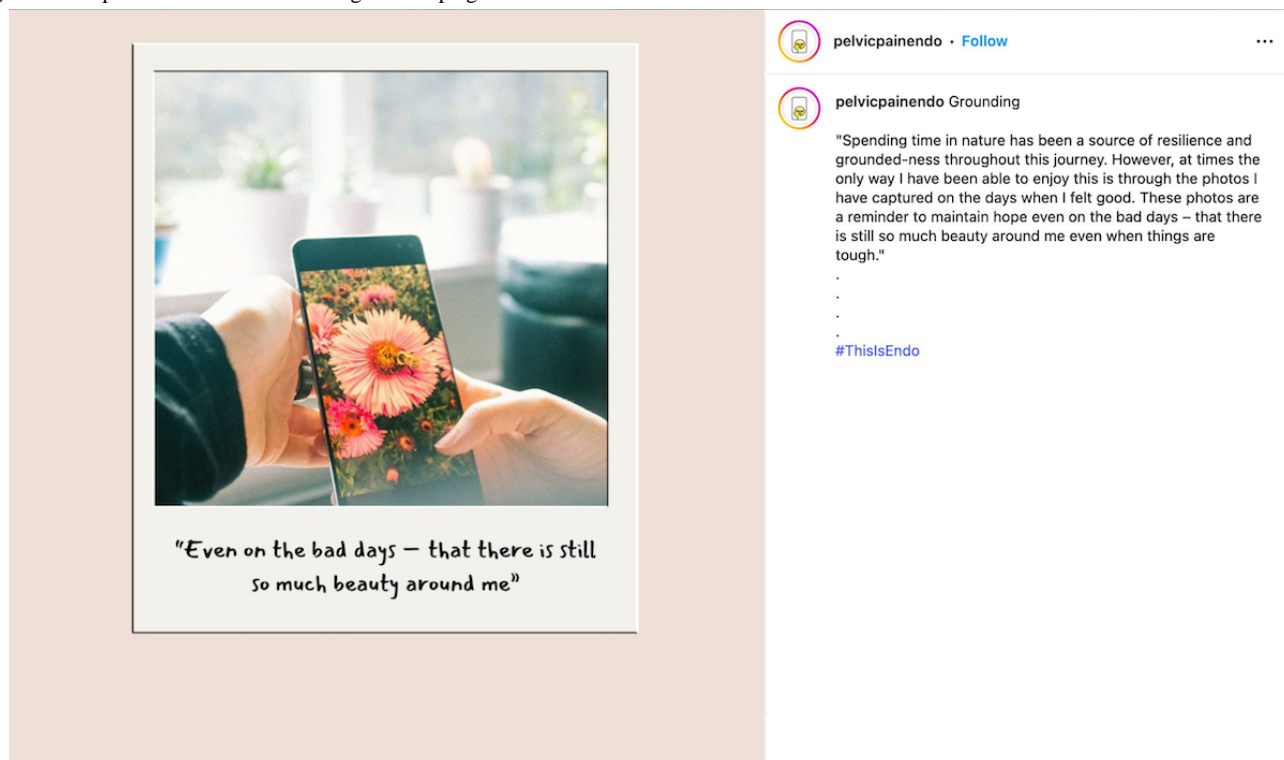 "Even on the bad days – that there is still
so much beauty around me"
pelvicpainendo · Follow
pelvicpainendo Grounding
"Spending time in nature has been a source of resilience and
grounded-ness throughout this journey. However, at times the
only way I have been able to enjoy this is through the photos I
have captured on the days when I felt good. These photos are
a reminder to maintain hope even on the bad days – that there
is still so much beauty around me even when things are
tough."
.
.
.
.
#ThisIsEndo